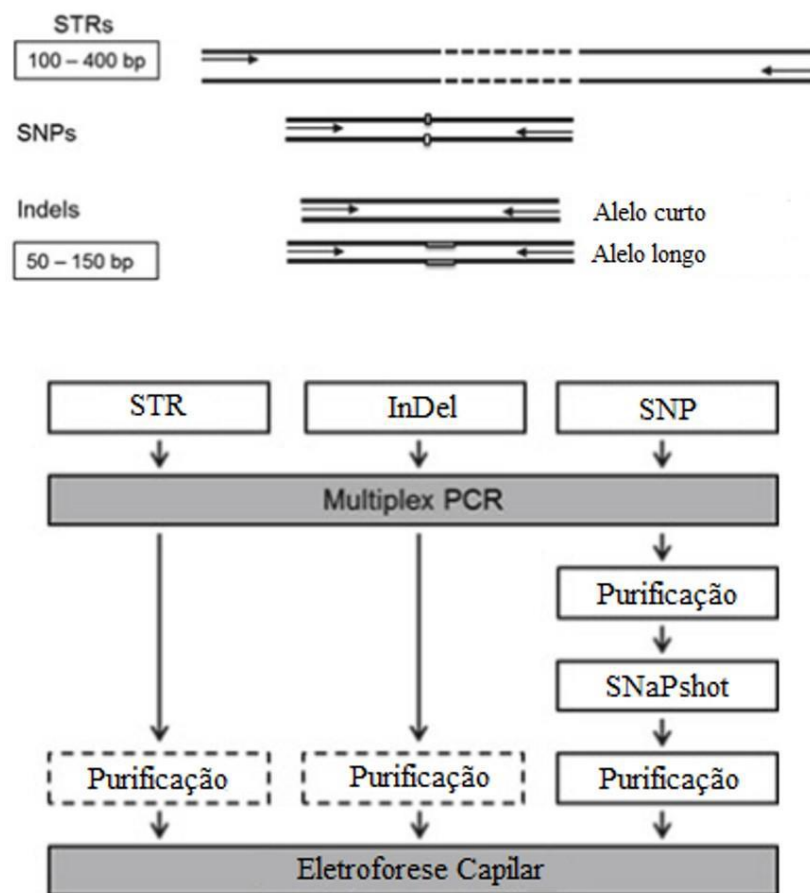 STRs
100 – 400 bp
SNPs
Indels
Alelo curto
50 – 150 bp
Alelo longo
STR
InDel
SNP
Multiplex PCR
Purificação
SNaPshot
Purificação
Purificação
Purificação
Eletroforese Capilar